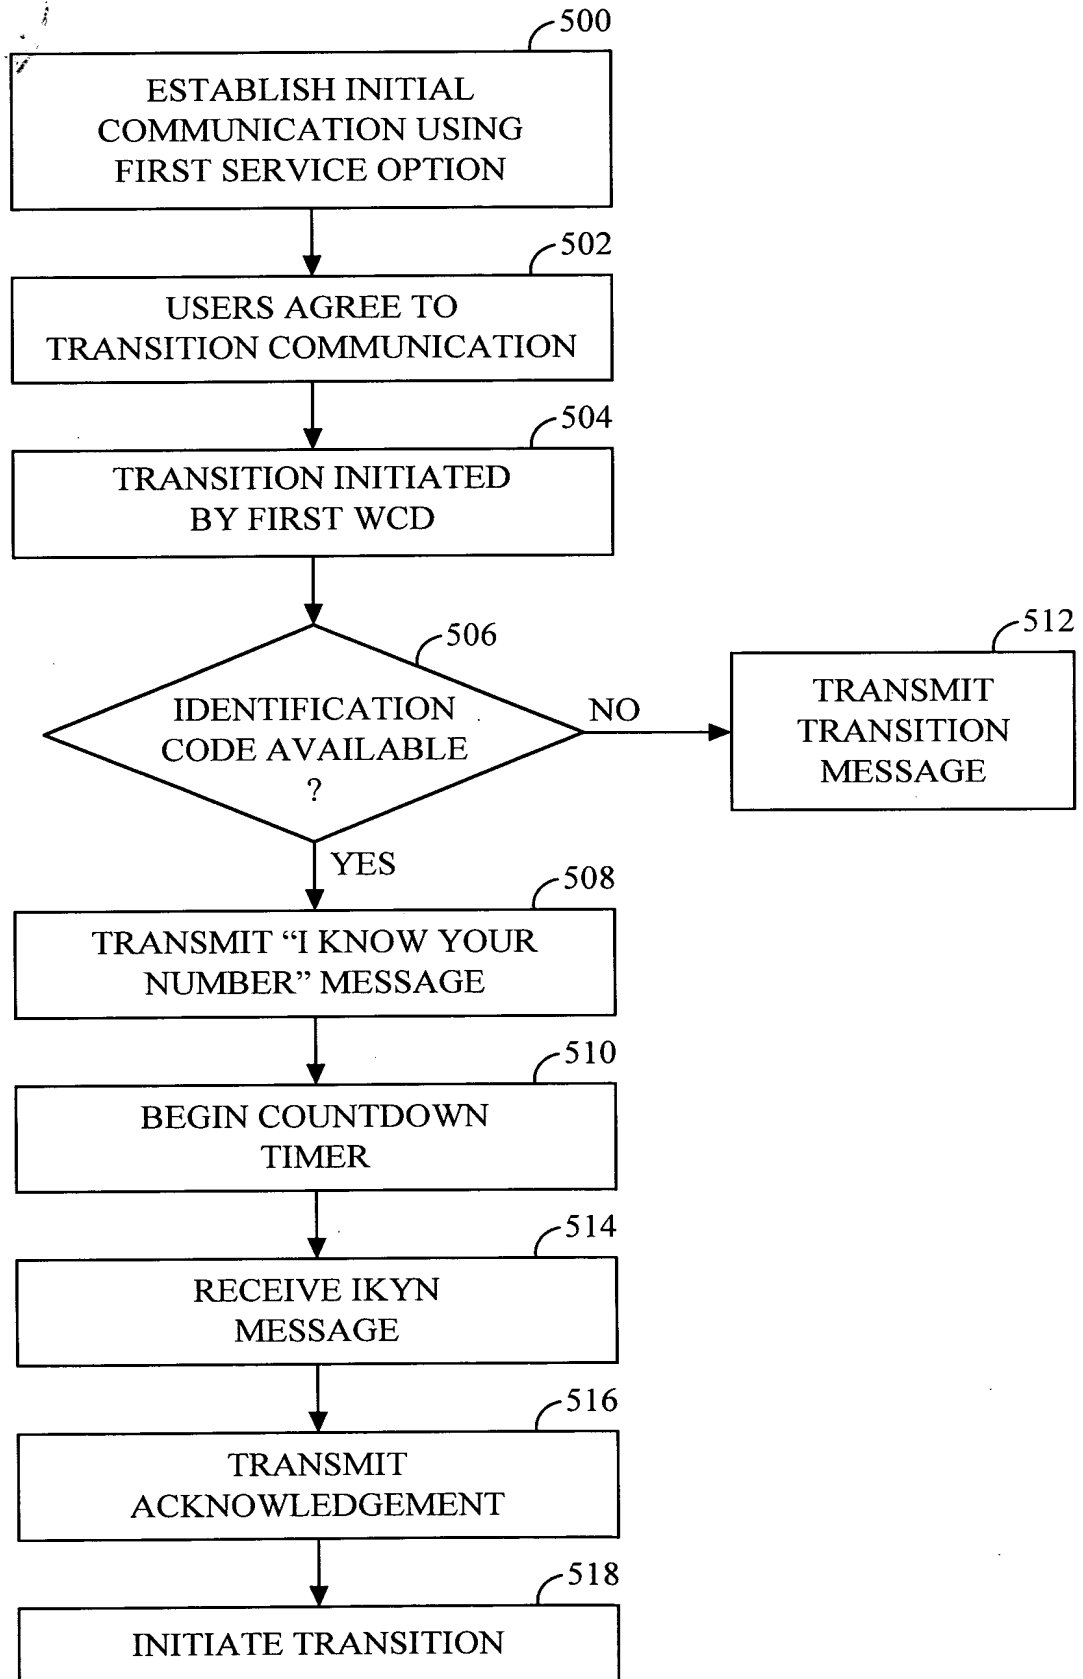 500
ESTABLISH INITIAL
COMMUNICATION USING
FIRST SERVICE OPTION
502
USERS AGREE TO
TRANSITION COMMUNICATION
504
TRANSITION INITIATED
BY FIRST WCD
506
IDENTIFICATION
CODE AVAILABLE
?
NO
512
TRANSMIT
TRANSITION
MESSAGE
YES
508
TRANSMIT “I KNOW YOUR
NUMBER” MESSAGE
510
BEGIN COUNTDOWN
TIMER
514
RECEIVE IKYN
MESSAGE
516
TRANSMIT
ACKNOWLEDGEMENT
518
INITIATE TRANSITION